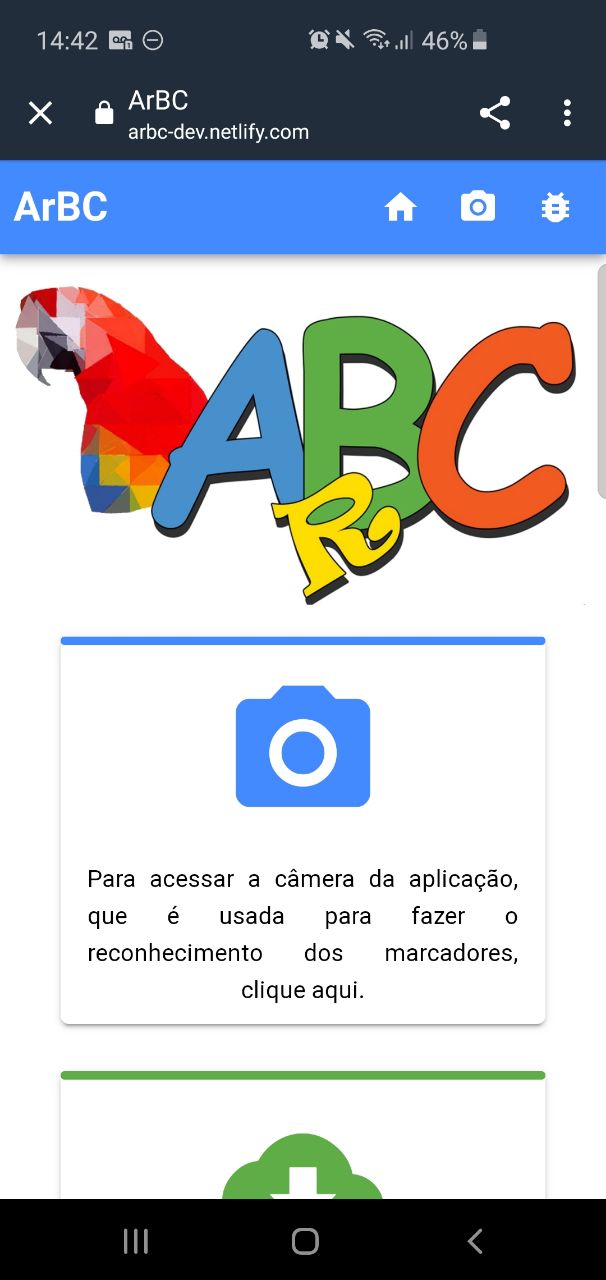 14:42
46%
ArBC
arbc-dev.netlify.com
ArBC
ABC
R
Para acessar a câmera da aplicação,
que é usada para fazer o
reconhecimento dos marcadores,
clique aqui.